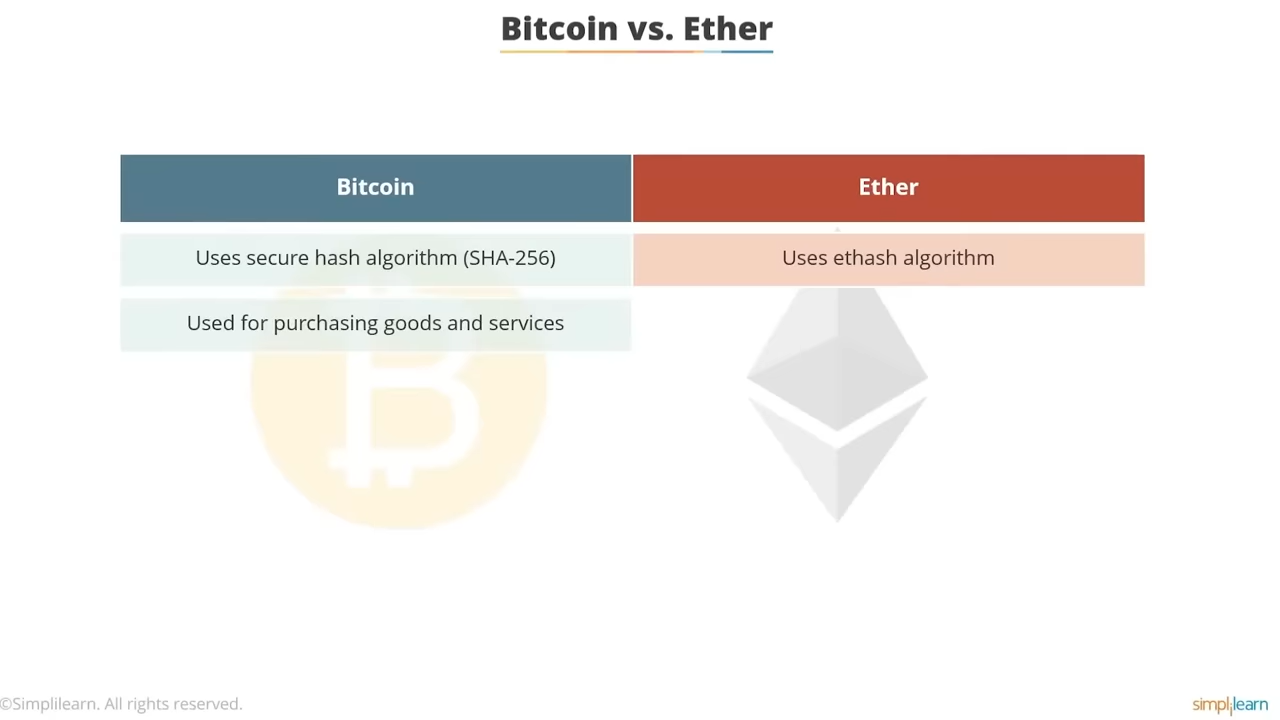 Bitcoin vs. Ether
Bitcoin
Ether
Uses secure hash algorithm (SHA-256)
Uses ethash algorithm
Used for purchasing goods and services
©Simplilearn. All rights reserved.
simplilearn